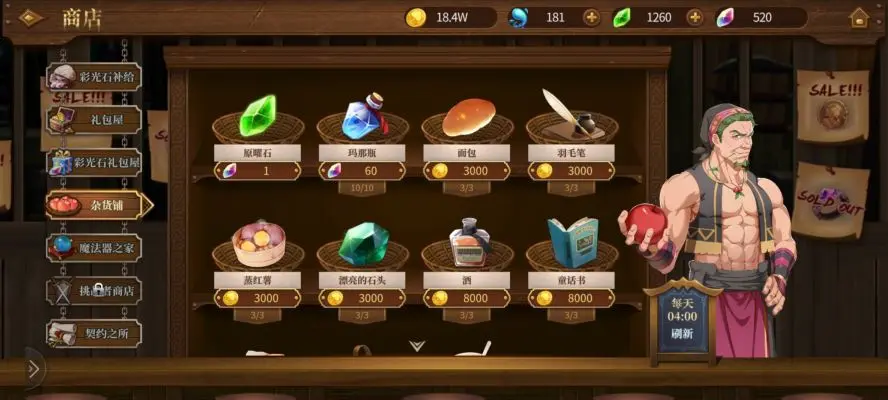 商店
18.4W
181
1260
520
彩光石补给
礼包屋
彩光石礼包屋
杂货铺
魔法器之家
挑战者商店
契约之所
SALE!!!
原曜石
玛那瓶
面包
羽毛笔
1
60
3000
3000
10/10
3/3
3/3
蒸红薯
漂亮的石头
酒
童话书
3000
3000
8000
8000
3/3
3/3
3/3
3/3
SALE!!!
SOLD OUT
每天
04:00
刷新